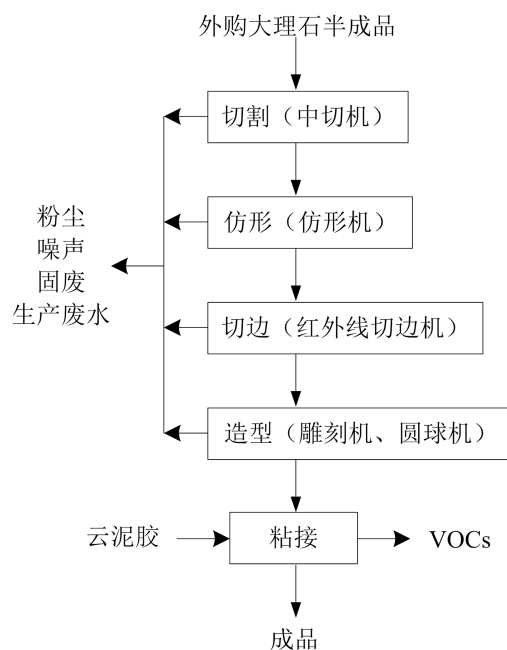 外购大理石半成品
切割（中切机）
仿形（仿形机）
粉尘
噪声
固废
生产废水
切边（红外线切边机）
造型（雕刻机、圆球机）
云泥胶
粘接
VOCs
成品